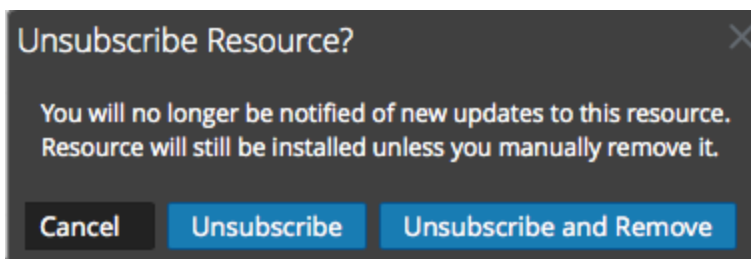 Unsubscribe Resource?
You will no longer be notified of new updates to this resource.
Resource will still be installed unless you manually remove it.
Cancel Unsubscribe Unsubscribe and Remove